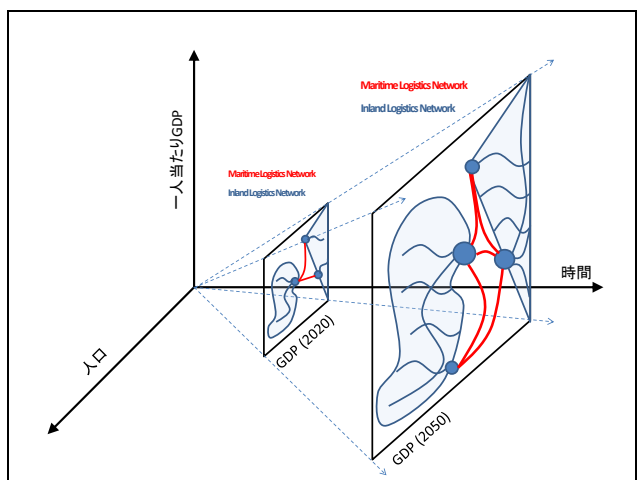 Maritime Logistics Network
Inland Logistics Network
一人当たりGDP
Maritime Logistics Network
Inland Logistics Network
時間
GDP (2020)
人口
GDP (2050)